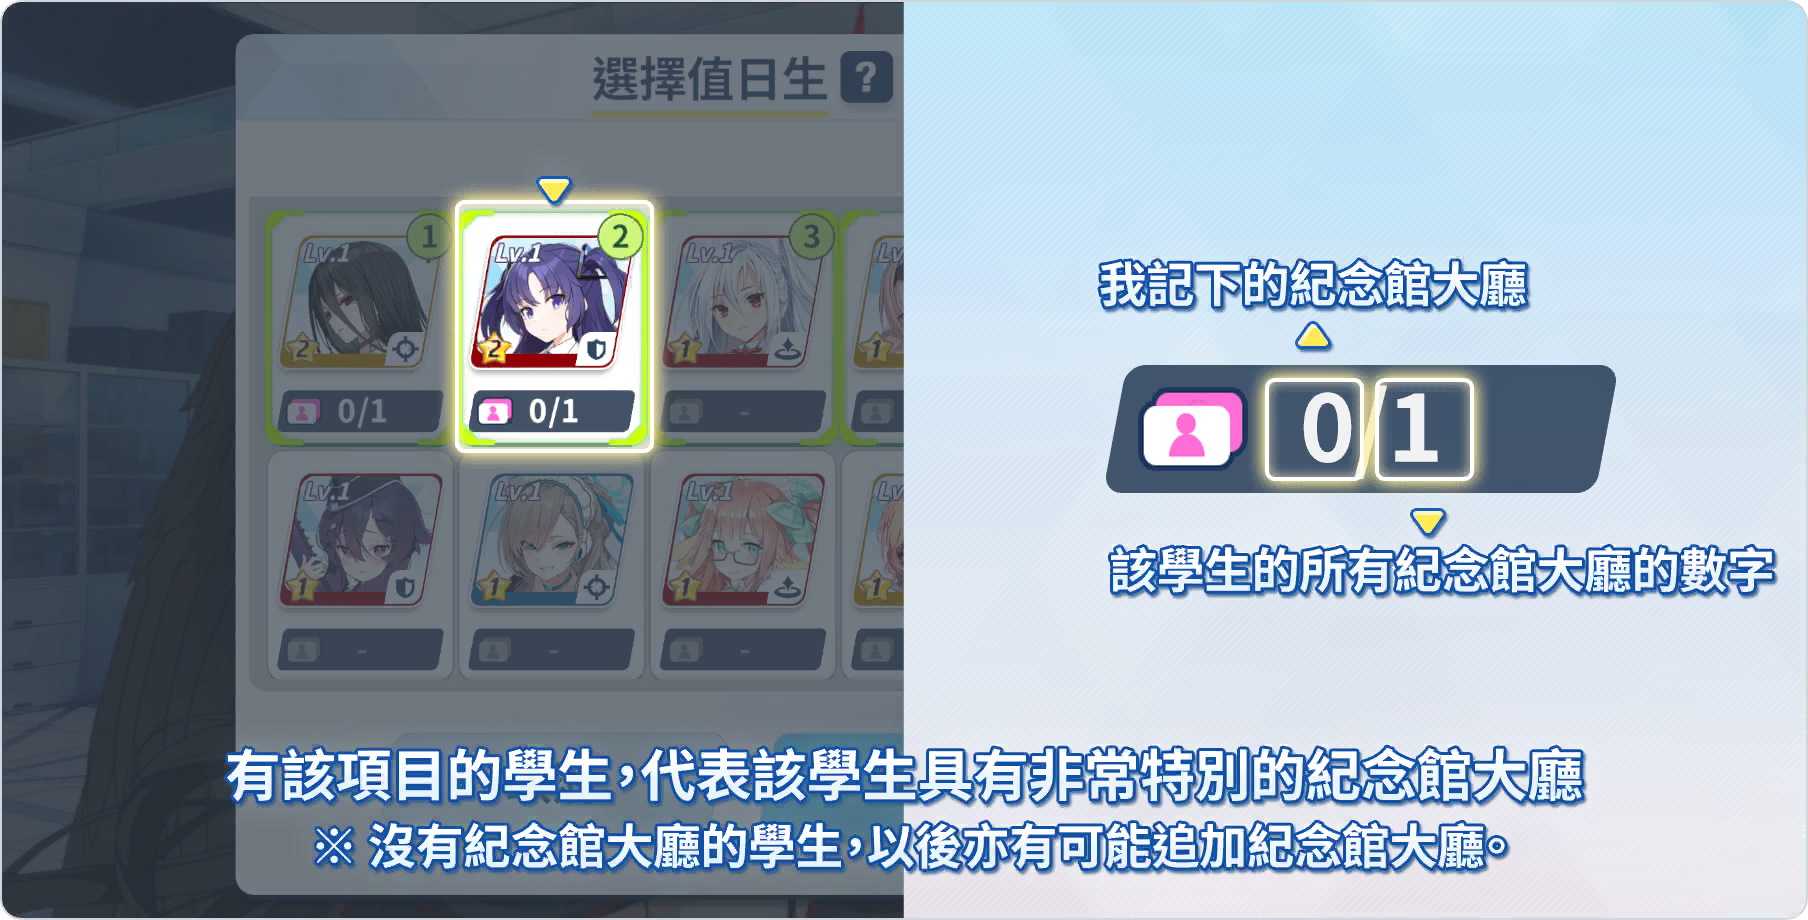 選擇值日生 ?
1 2 3
Lv.1 Lv.1 Lv.1 Lv
2 2 1 1
0/1 0/1 -
Lv.1 Lv.1 Lv.1 Lv
1 1 1 1
- - -
我記下的紀念館大廳
0/1
該學生的所有紀念館大廳的數字
有該項目的學生，代表該學生具有非常特別的紀念館大廳
※ 沒有紀念館大廳的學生，以後亦有可能追加紀念館大廳。